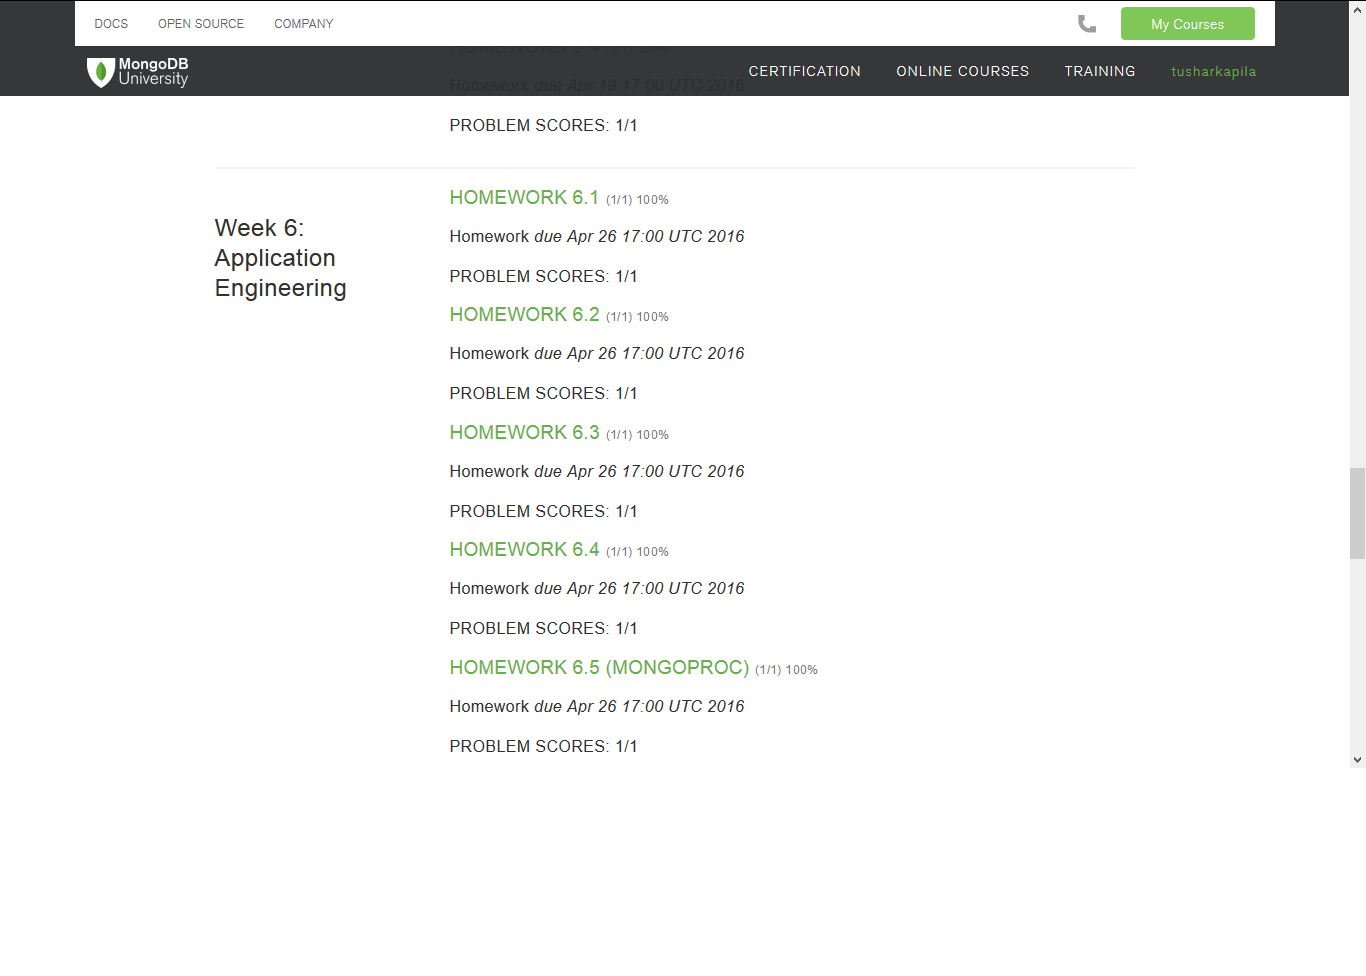 DOCS OPEN SOURCE COMPANY My Courses
MongoDB
University
CERTIFICATION ONLINE COURSES TRAINING tusharkapila
Homework due Apr 19 17:00 UTC 2016
PROBLEM SCORES: 1/1
HOMEWORK 6.1 (1/1) 100%
Week 6:
Application
Engineering
Homework due Apr 26 17:00 UTC 2016
PROBLEM SCORES: 1/1
HOMEWORK 6.2 (1/1) 100%
Homework due Apr 26 17:00 UTC 2016
PROBLEM SCORES: 1/1
HOMEWORK 6.3 (1/1) 100%
Homework due Apr 26 17:00 UTC 2016
PROBLEM SCORES: 1/1
HOMEWORK 6.4 (1/1) 100%
Homework due Apr 26 17:00 UTC 2016
PROBLEM SCORES: 1/1
HOMEWORK 6.5 (MONGOPROC) (1/1) 100%
Homework due Apr 26 17:00 UTC 2016
PROBLEM SCORES: 1/1